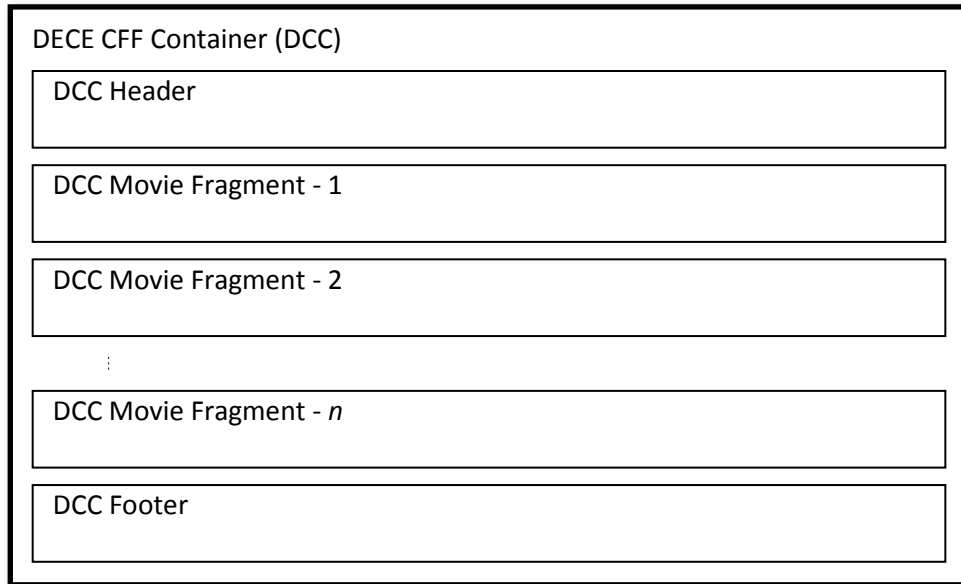 DECE CFF Container (DCC)
DCC Header
DCC Movie Fragment - 1
DCC Movie Fragment - 2
⋮
DCC Movie Fragment - n
DCC Footer